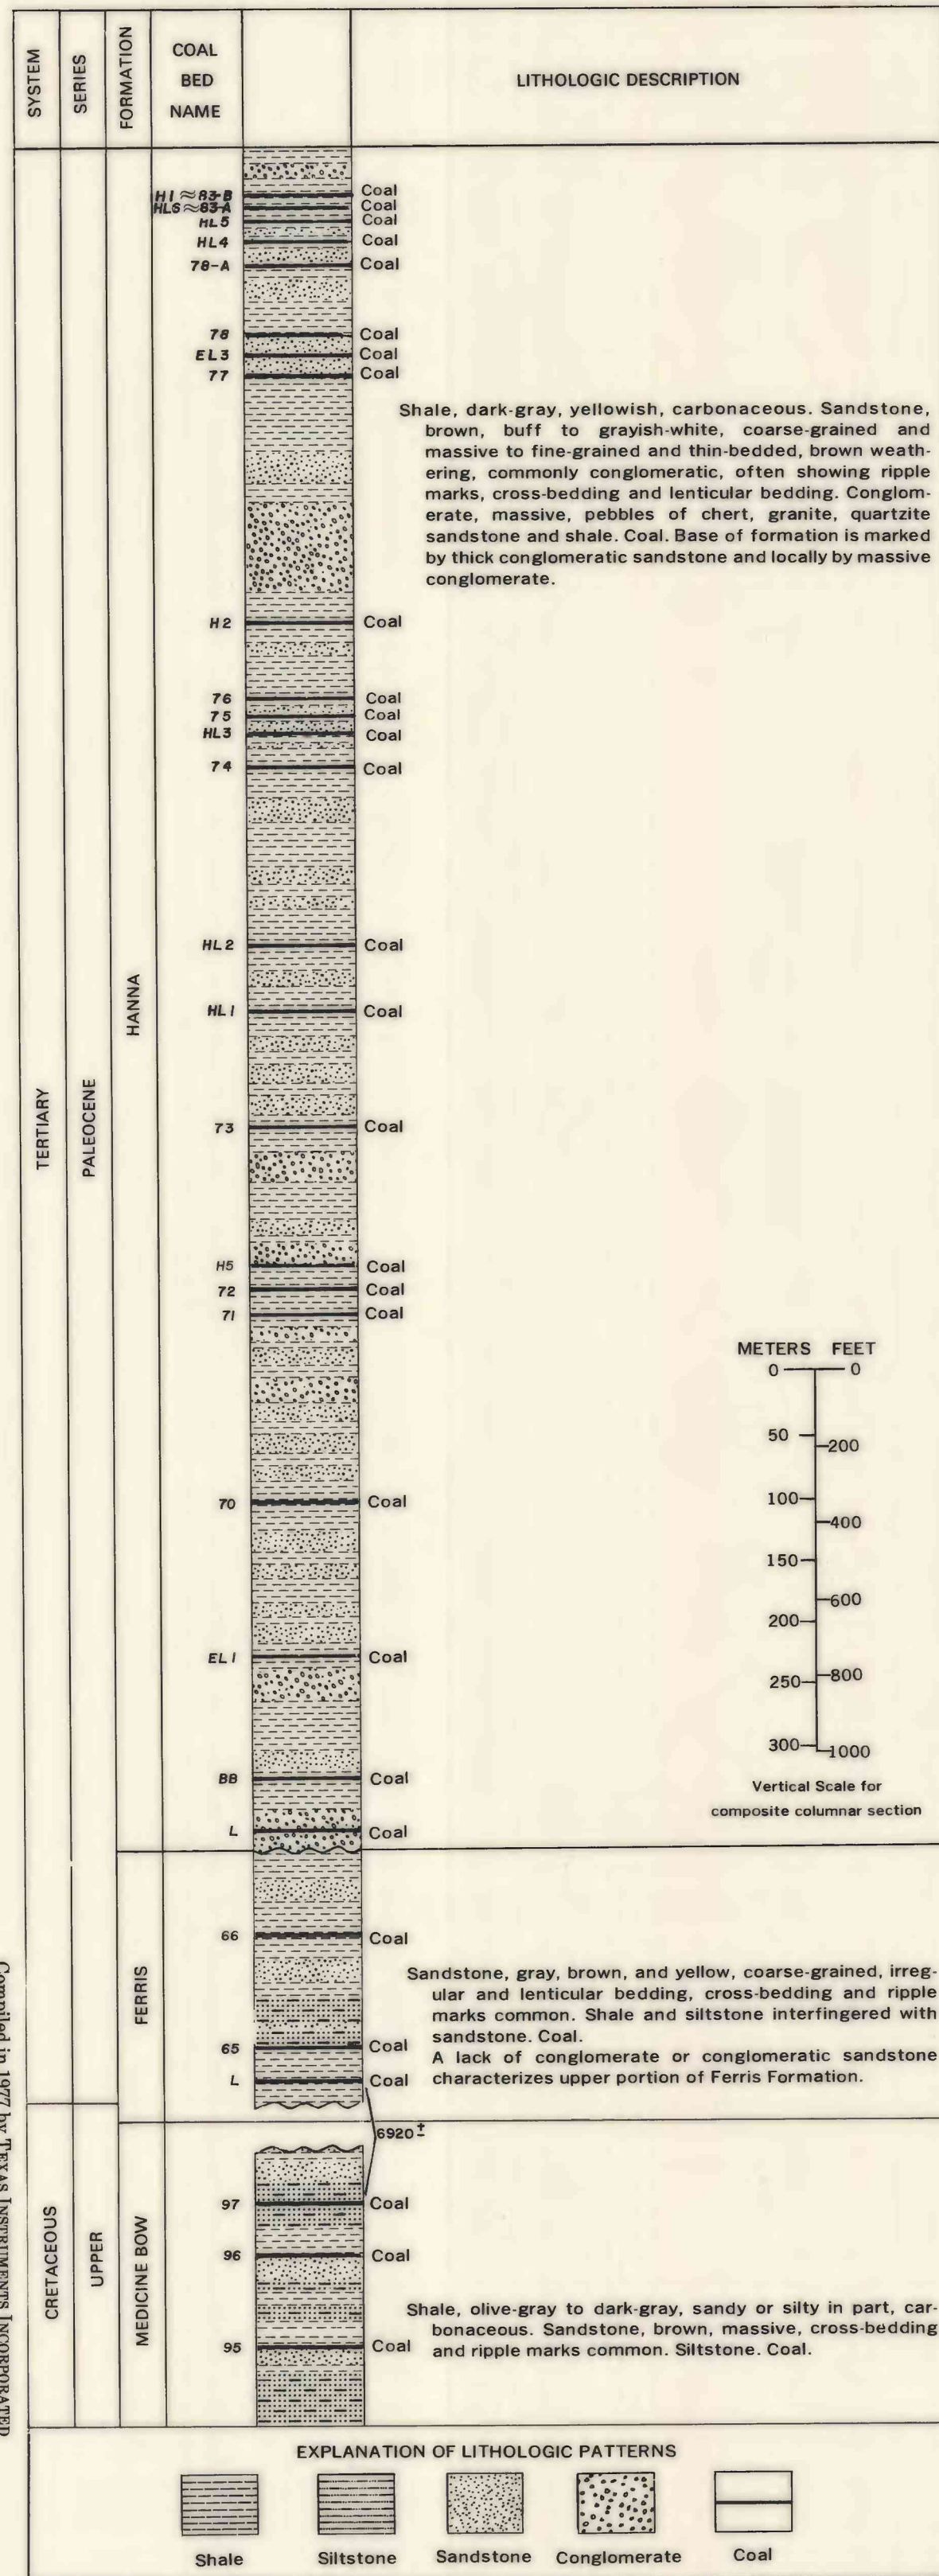 SYSTEM
SERIES
FORMATION
COAL
BED
NAME
LITHOLOGIC DESCRIPTION
H1≈83-B Coal
HL6≈83-A Coal
HL5 Coal
HL4 Coal
78-A Coal
78 Coal
EL3 Coal
77 Coal
Shale, dark-gray, yellowish, carbonaceous. Sandstone,
brown, buff to grayish-white, coarse-grained and
massive to fine-grained and thin-bedded, brown weath-
ering, commonly conglomeratic, often showing ripple
marks, cross-bedding and lenticular bedding. Conglom-
erate, massive, pebbles of chert, granite, quartzite
sandstone and shale. Coal. Base of formation is marked
by thick conglomeratic sandstone and locally by massive
conglomerate.
H2 Coal
76 Coal
75 Coal
HL3 Coal
74 Coal
HL2 Coal
HL1 Coal
HANNA
TERTIARY
PALEOCENE
73 Coal
H5 Coal
72 Coal
71 Coal
METERS FEET
0 0
50
200
100
400
150
600
200
800
250
300
1000
Vertical Scale for
composite columnar section
70 Coal
EL1 Coal
BB Coal
L Coal
FERRIS
66 Coal
Sandstone, gray, brown, and yellow, coarse-grained, irreg-
ular and lenticular bedding, cross-bedding and ripple
marks common. Shale and siltstone interfingered with
sandstone. Coal.
A lack of conglomerate or conglomeratic sandstone
characterizes upper portion of Ferris Formation.
65 Coal
L Coal
6920±
CRETACEOUS
UPPER
MEDICINE BOW
97 Coal
96 Coal
95 Coal
Shale, olive-gray to dark-gray, sandy or silty in part, car-
bonaceous. Sandstone, brown, massive, cross-bedding
and ripple marks common. Siltstone. Coal.
EXPLANATION OF LITHOLOGIC PATTERNS
Shale Siltstone Sandstone Conglomerate Coal
Compiled in 1977 by TEXAS INSTRUMENTS INCORPORATED